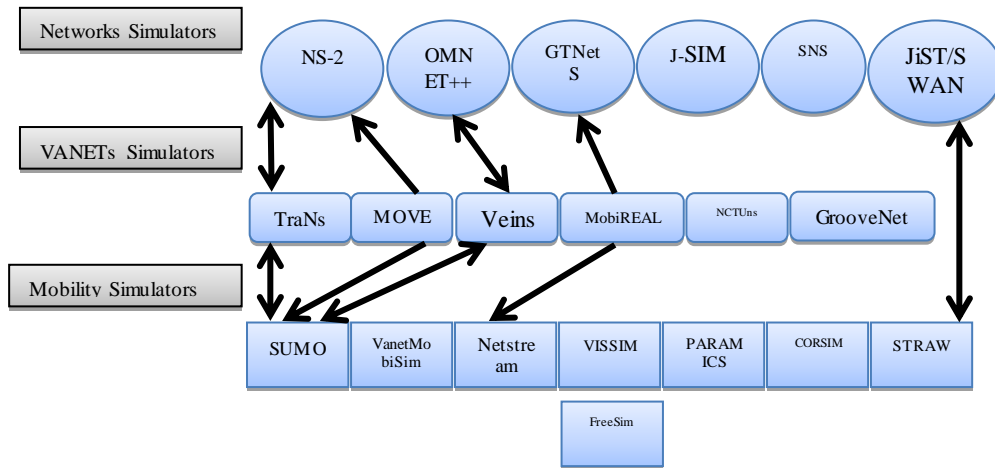 Networks Simulators
NS-2
OMN
ET++
GTNet
S
J-SIM
SNS
JiST/S
WAN
VANETs Simulators
TraNs
MOVE
Veins
MobiREAL
NCTUns
GrooveNet
Mobility Simulators
SUMO
VanetMo
biSim
Netstre
am
VISSIM
PARAM
ICS
CORSIM
STRAW
FreeSim